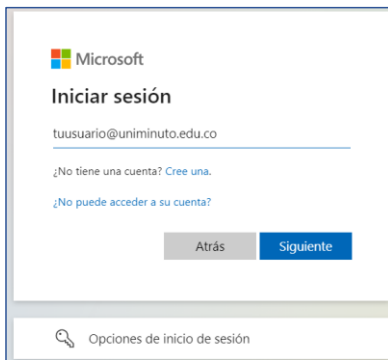 Microsoft
Iniciar sesión
tuusuario@uniminuto.edu.co
¿No tiene una cuenta? Cree una.
¿No puede acceder a su cuenta?
Atrás Siguiente
Opciones de inicio de sesión